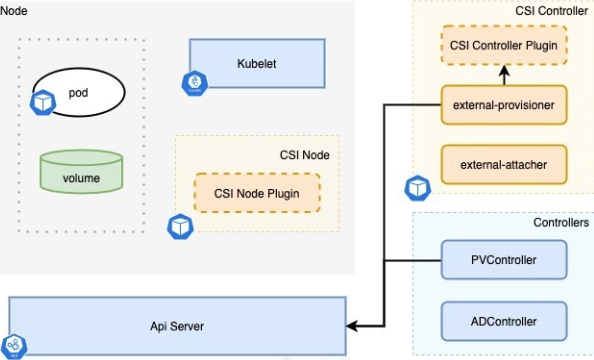 Node
CSI Controller
CSI Controller Plugin
Kubelet
pod
external-provisioner
CSI Node
external-attacher
volume
CSI Node Plugin
Controllers
PVController
Api Server
ADController